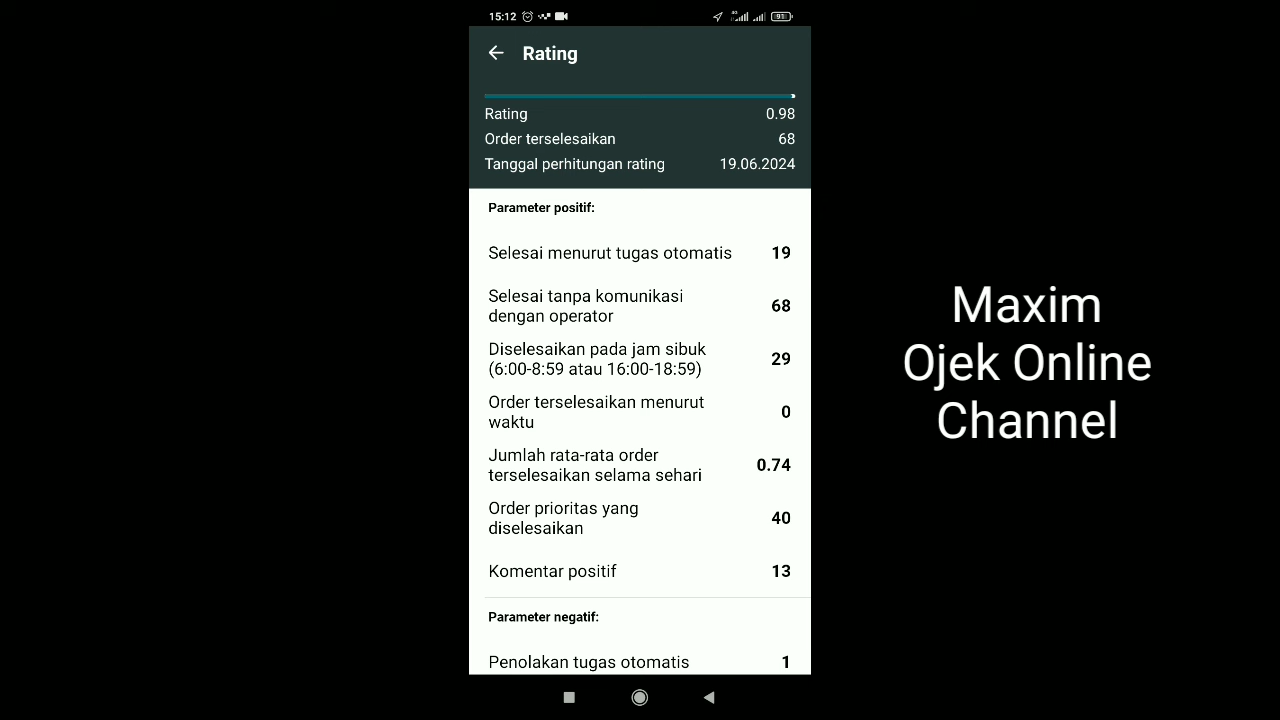 15:12
91
Rating
Rating 0.98
Order terselesaikan 68
Tanggal perhitungan rating 19.06.2024
Parameter positif:
Selesai menurut tugas otomatis 19
Selesai tanpa komunikasi
dengan operator 68
Diselesaikan pada jam sibuk
(6:00-8:59 atau 16:00-18:59) 29
Order terselesaikan menurut
waktu 0
Jumlah rata-rata order
terselesaikan selama sehari 0.74
Order prioritas yang
diselesaikan 40
Komentar positif 13
Parameter negatif:
Penolakan tugas otomatis 1
Maxim
Ojek Online
Channel